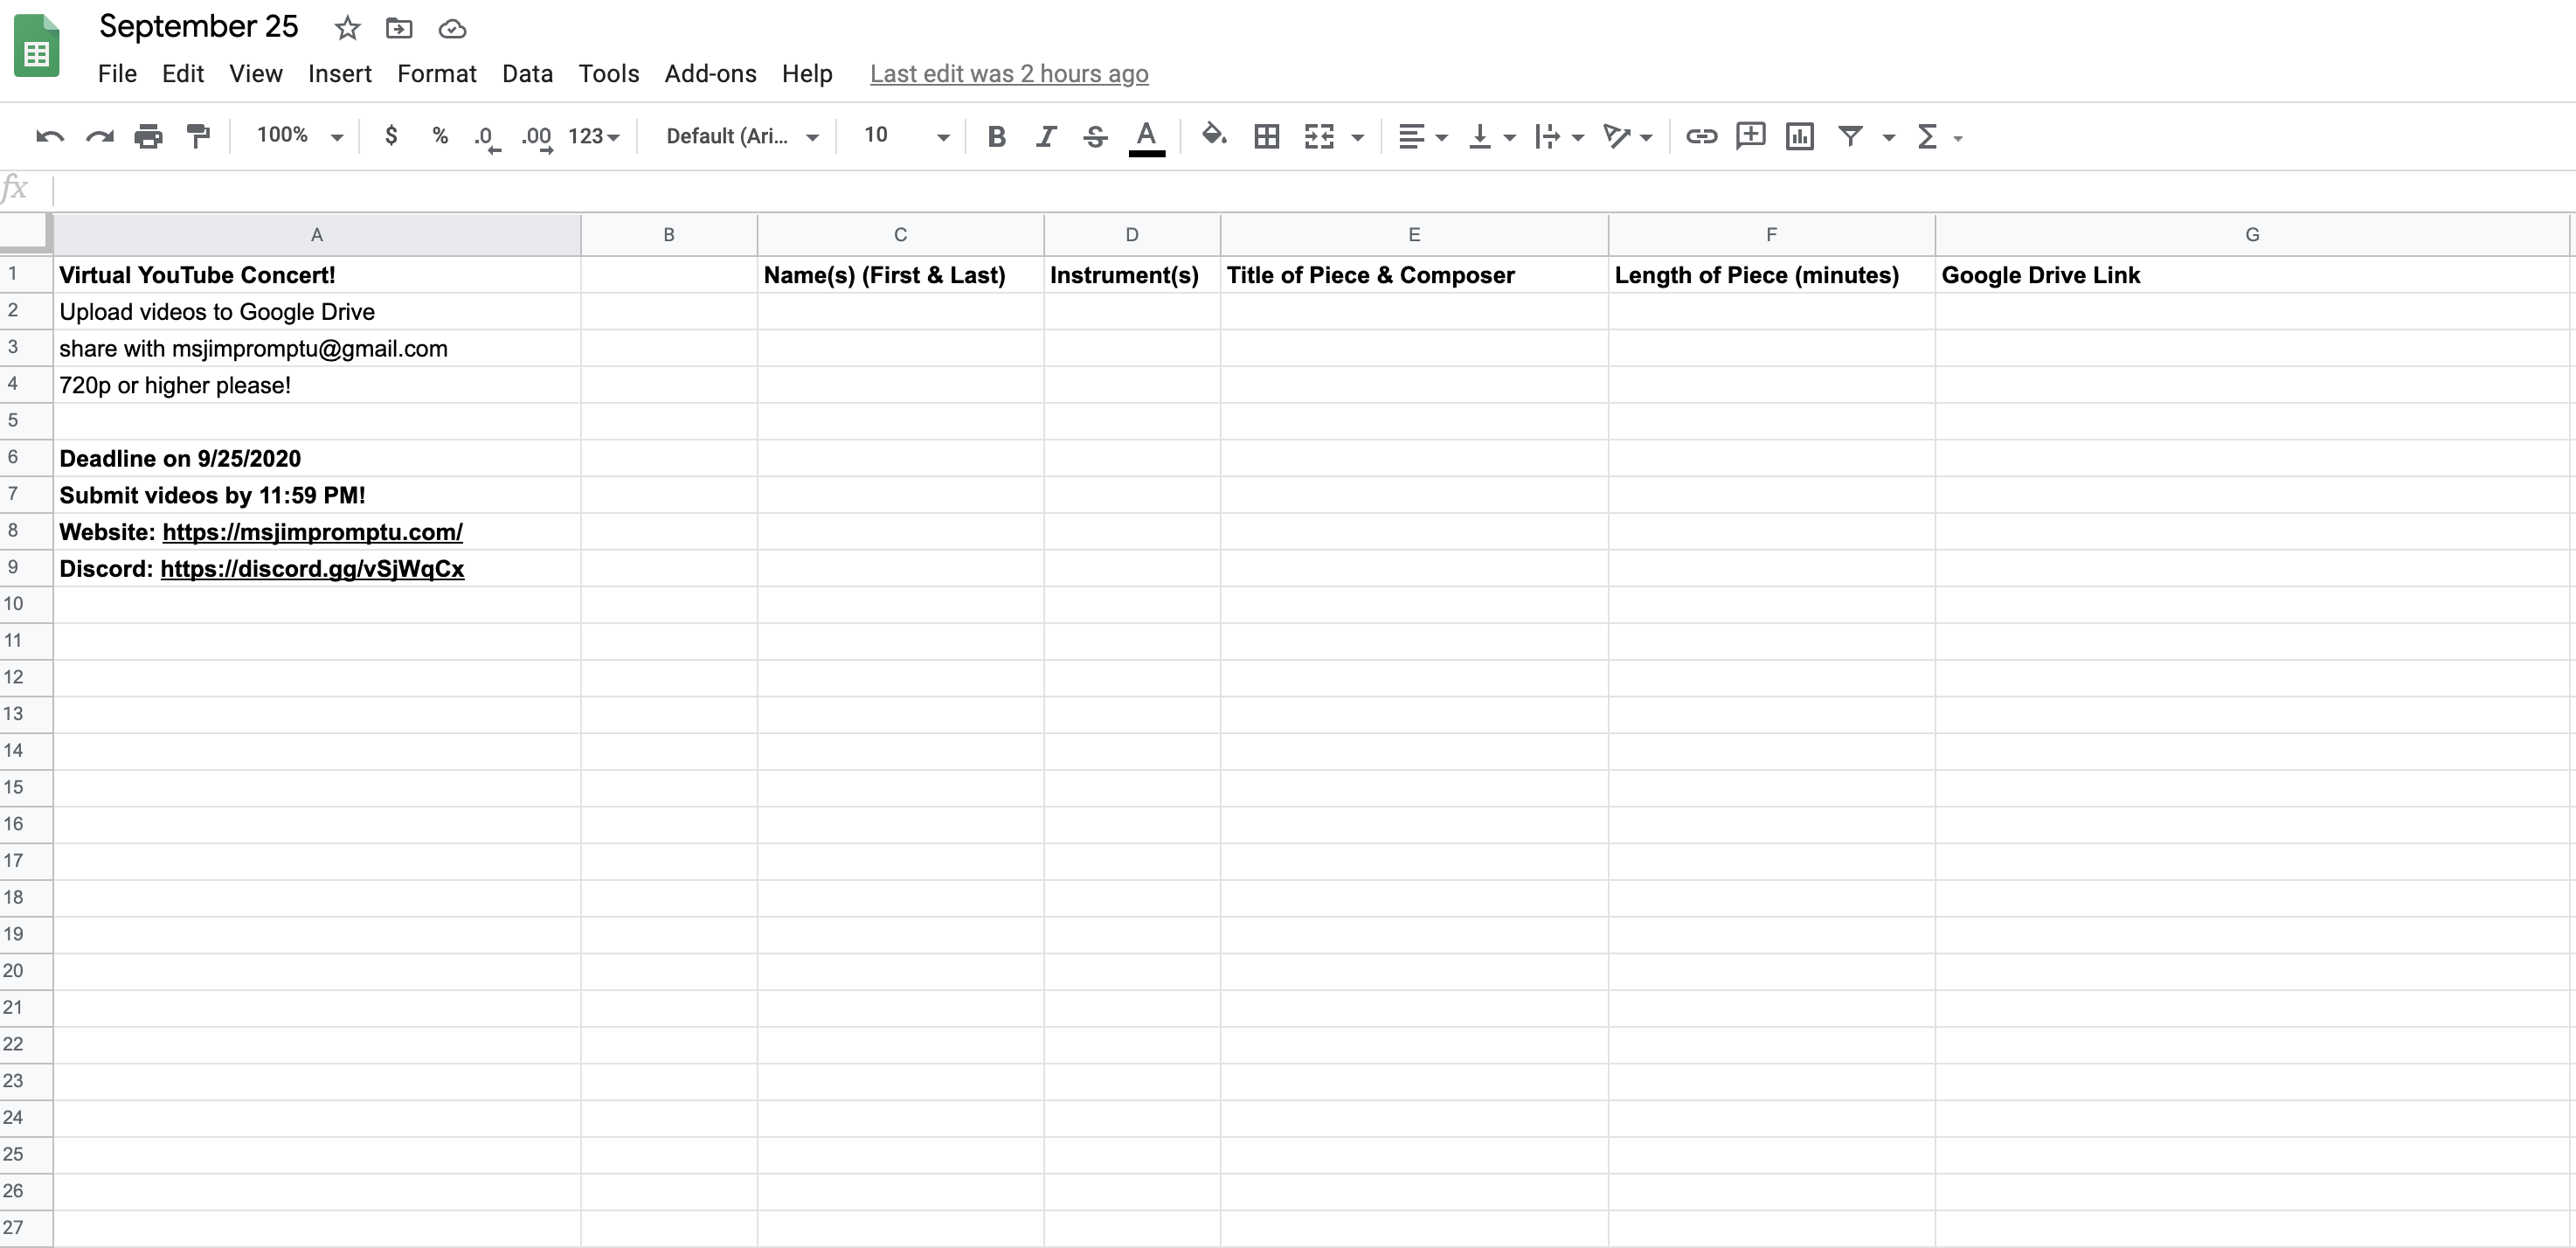 September 25
File Edit View Insert Format Data Tools Add-ons Help Last edit was 2 hours ago
100% $ % .0 .00 123 Default (Ari... 10 B I S A Σ
fx
A B C D E F G
1 Virtual YouTube Concert! Name(s) (First & Last) Instrument(s) Title of Piece & Composer Length of Piece (minutes) Google Drive Link
2 Upload videos to Google Drive
3 share with msjimpromptu@gmail.com
4 720p or higher please!
5
6 Deadline on 9/25/2020
7 Submit videos by 11:59 PM!
8 Website: https://msjimpromptu.com/
9 Discord: https://discord.gg/vSjWqCx
10
11
12
13
14
15
16
17
18
19
20
21
22
23
24
25
26
27